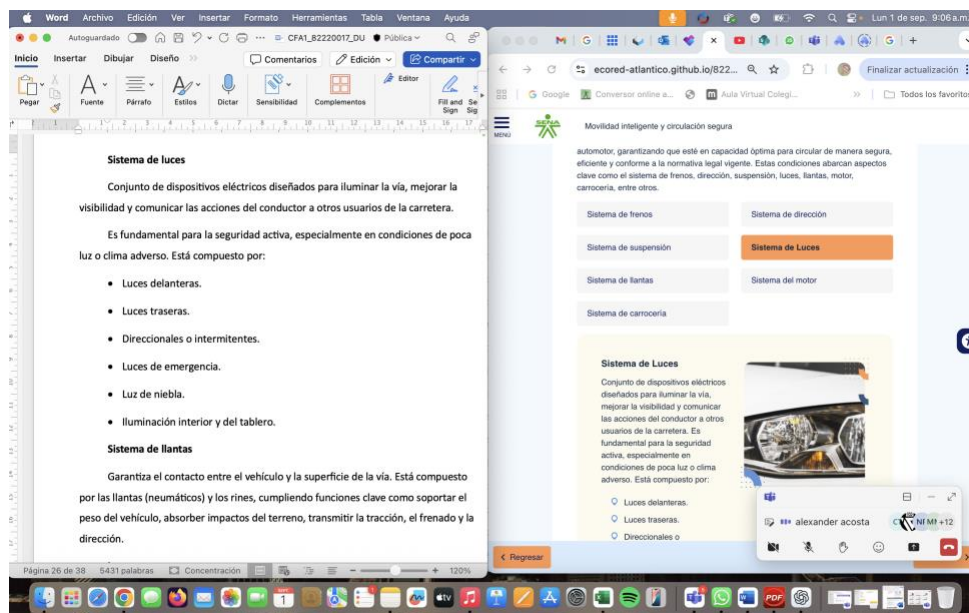 Word Archivo Edición Ver Insertar Formato Herramientas Tabla Ventana Ayuda
Lun 1 de sep. 9:06 a.m.
Autoguardado CFA1_82220017_DU Pública
Inicio Insertar Dibujar Diseño
Comentarios Edición Compartir
Pegar Fuente Párrafo Estilos Dictar Sensibilidad Complementos Editor
Fill and Sign
Sistema de luces
Conjunto de dispositivos eléctricos diseñados para iluminar la vía, mejorar la
visibilidad y comunicar las acciones del conductor a otros usuarios de la carretera.
Es fundamental para la seguridad activa, especialmente en condiciones de poca
luz o clima adverso. Está compuesto por:
Luces delanteras.
Luces traseras.
Direccionales o intermitentes.
Luces de emergencia.
Luz de niebla.
Iluminación interior y del tablero.
Sistema de llantas
Garantiza el contacto entre el vehículo y la superficie de la vía. Está compuesto
por las llantas (neumáticos) y los rines, cumpliendo funciones clave como soportar el
peso del vehículo, absorber impactos del terreno, transmitir la tracción, el frenado y la
dirección.
Página 26 de 38 5431 palabras Concentración 120%
ecored-atlantico.github.io/822... Finalizar actualización
Google Conversor online a... Aula Virtual Colegi... Todos los favoritos
MENÚ SENA Movilidad inteligente y circulación segura
automotor, garantizando que esté en capacidad óptima para circular de manera segura,
eficiente y conforme a la normativa legal vigente. Estas condiciones abarcan aspectos
clave como el sistema de frenos, dirección, suspensión, luces, llantas, motor,
carrocería, entre otros.
Sistema de frenos Sistema de dirección
Sistema de suspensión Sistema de Luces
Sistema de llantas Sistema del motor
Sistema de carrocería
Sistema de Luces
Conjunto de dispositivos eléctricos
diseñados para iluminar la vía,
mejorar la visibilidad y comunicar
las acciones del conductor a otros
usuarios de la carretera. Es
fundamental para la seguridad
activa, especialmente en
condiciones de poca luz o clima
adverso. Está compuesto por:
Luces delanteras.
Luces traseras.
Direccionales o
Regresar
alexander acosta +12